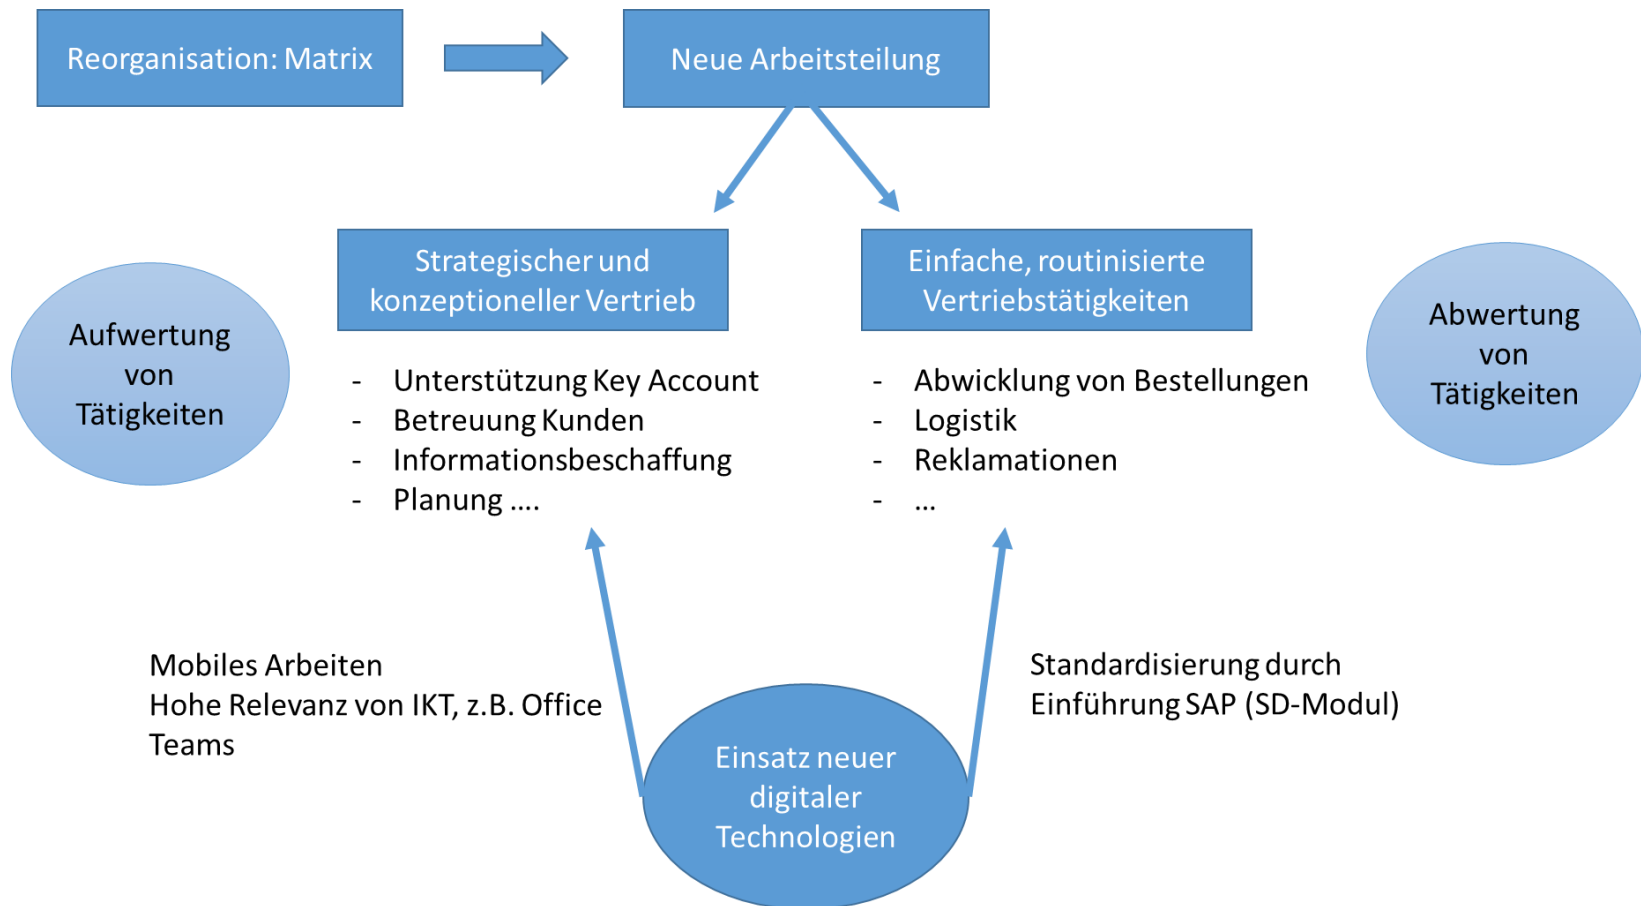 Reorganisation: Matrix
Neue Arbeitsteilung
Strategischer und
konzeptioneller Vertrieb
Einfache, routinisierte
Vertriebstätigkeiten
Aufwertung
von
Tätigkeiten
- Unterstützung Key Account
- Betreuung Kunden
- Informationsbeschaffung
- Planung ....
- Abwicklung von Bestellungen
- Logistik
- Reklamationen
- ...
Abwertung
von
Tätigkeiten
Mobiles Arbeiten
Hohe Relevanz von IKT, z.B. Office
Teams
Standardisierung durch
Einführung SAP (SD-Modul)
Einsatz neuer
digitaler
Technologien